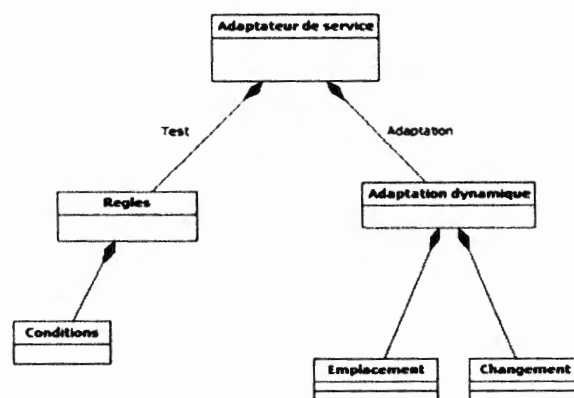 Adaptateur de service
Test
Adaptation
Regles
Adaptation dynamique
Conditions
Emplacement
Changement